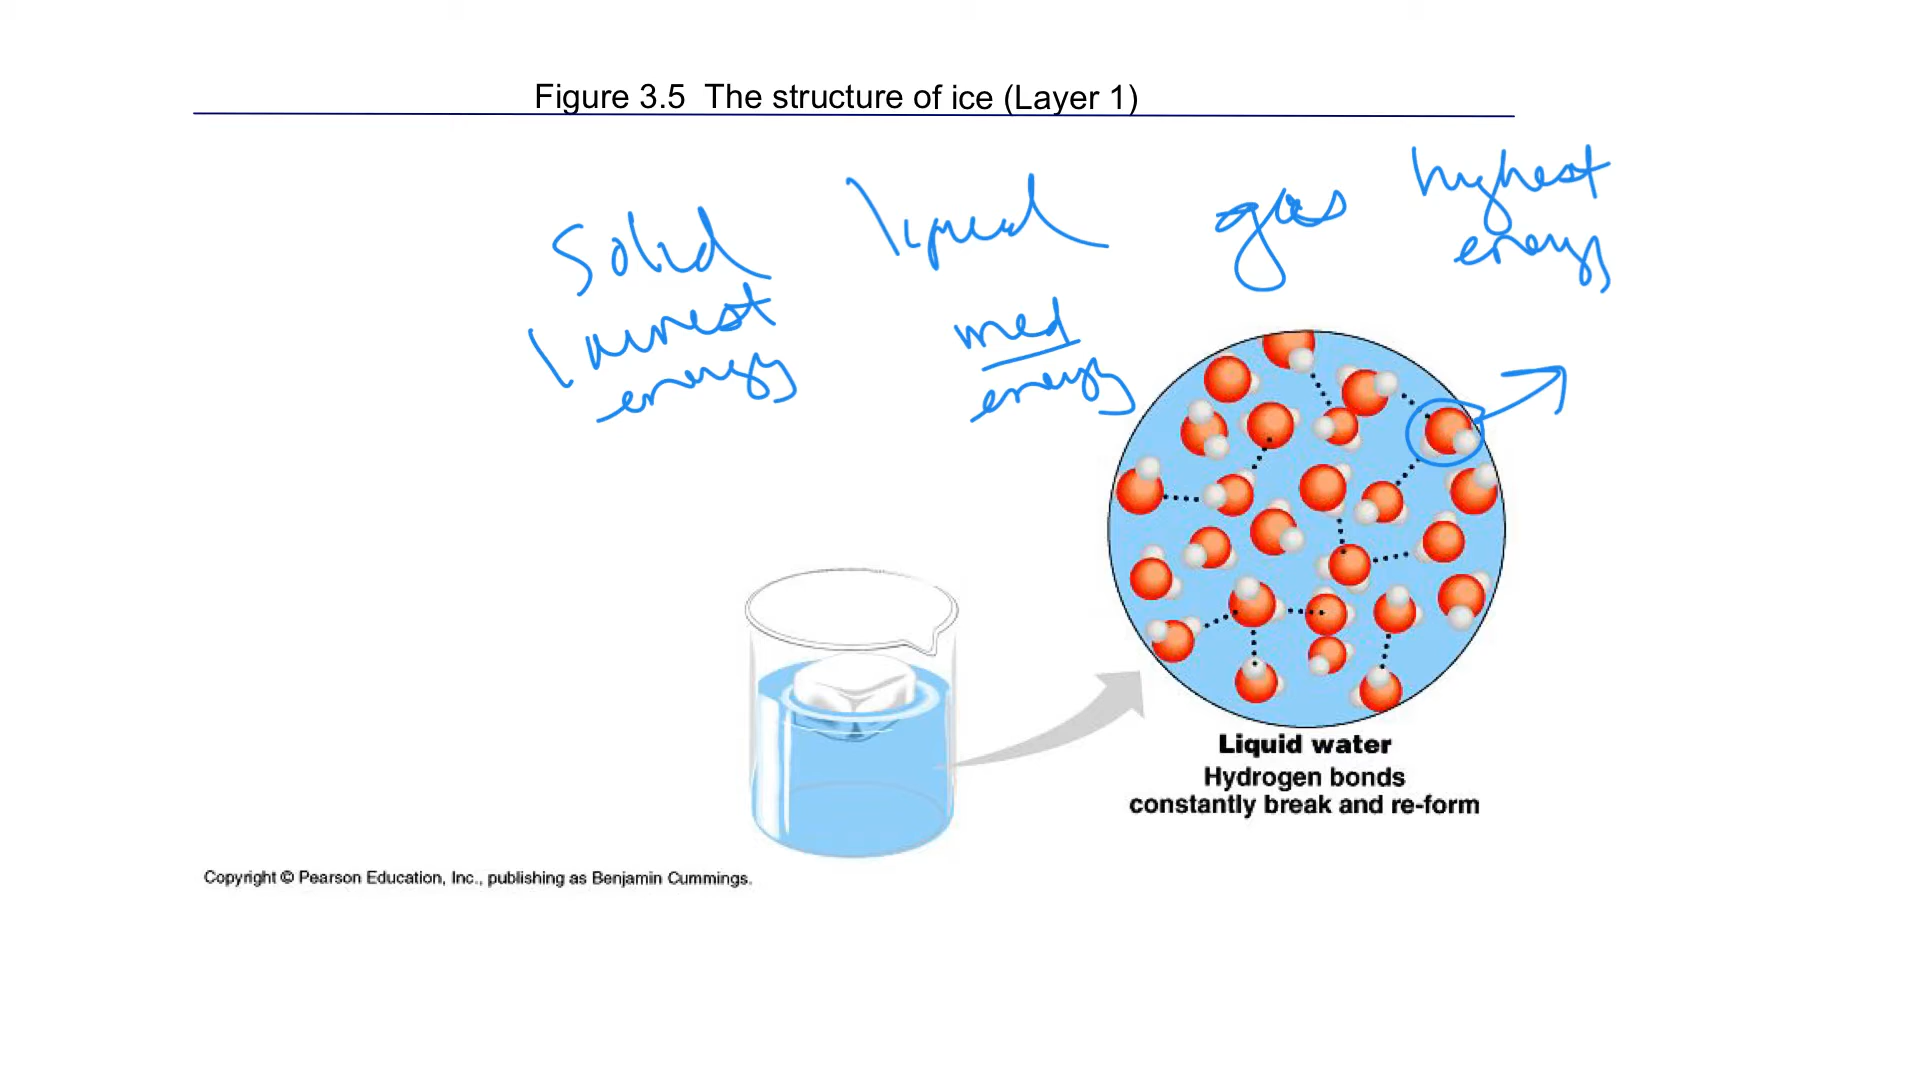 Figure 3.5  The structure of ice (Layer 1)
solid liquid gas highest energy
lowest energy
med energy
Liquid water
Hydrogen bonds
constantly break and re-form
Copyright © Pearson Education, Inc., publishing as Benjamin Cummings.